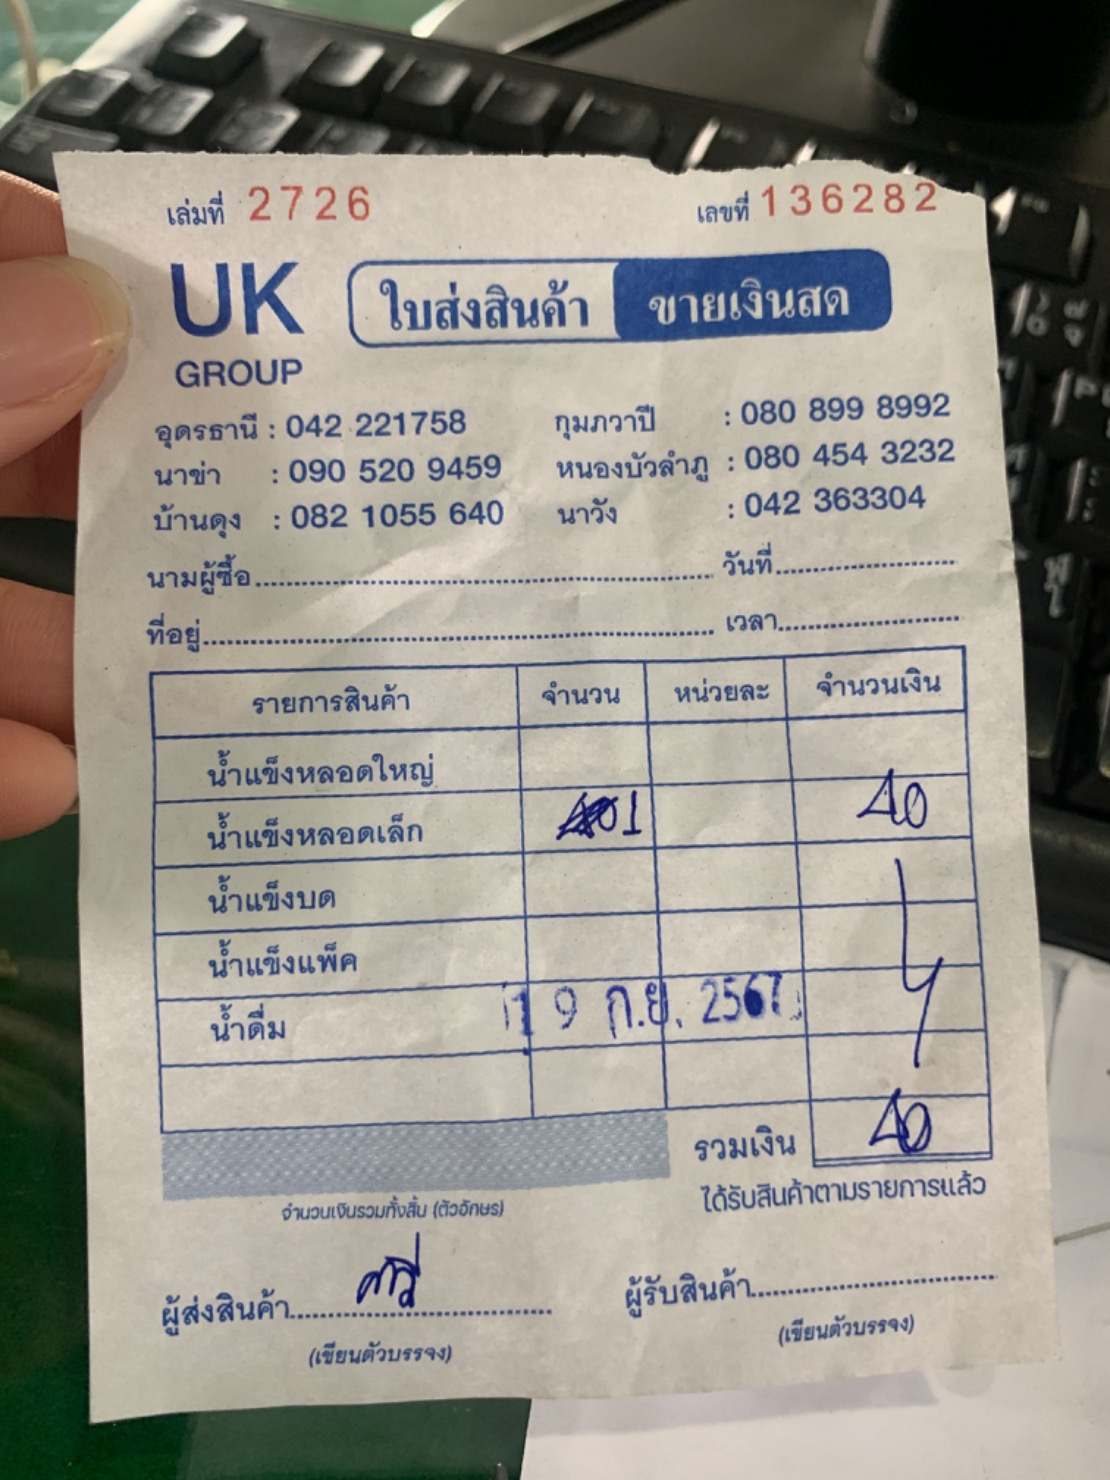 เล่มที่ 2726 เลขที่ 136282
UK GROUP ใบส่งสินค้า ขายเงินสด
อุดรธานี : 042 221758 กุมภวาปี : 080 899 8992
นาข่า : 090 520 9459 หนองบัวลำภู : 080 454 3232
บ้านดุง : 082 1055 640 นาวัง : 042 363304
นามผู้ซื้อ วันที่
ที่อยู่ เวลา
รายการสินค้า จำนวน หน่วยละ จำนวนเงิน
น้ำแข็งหลอดใหญ่
น้ำแข็งหลอดเล็ก 1 40
น้ำแข็งบด
น้ำแข็งแพ็ค
น้ำดื่ม 19 ก.ย. 2567
รวมเงิน 40
จำนวนเงินรวมทั้งสิ้น (ตัวอักษร) ได้รับสินค้าตามรายการแล้ว
ผู้ส่งสินค้า ผู้รับสินค้า
(เขียนตัวบรรจง) (เขียนตัวบรรจง)